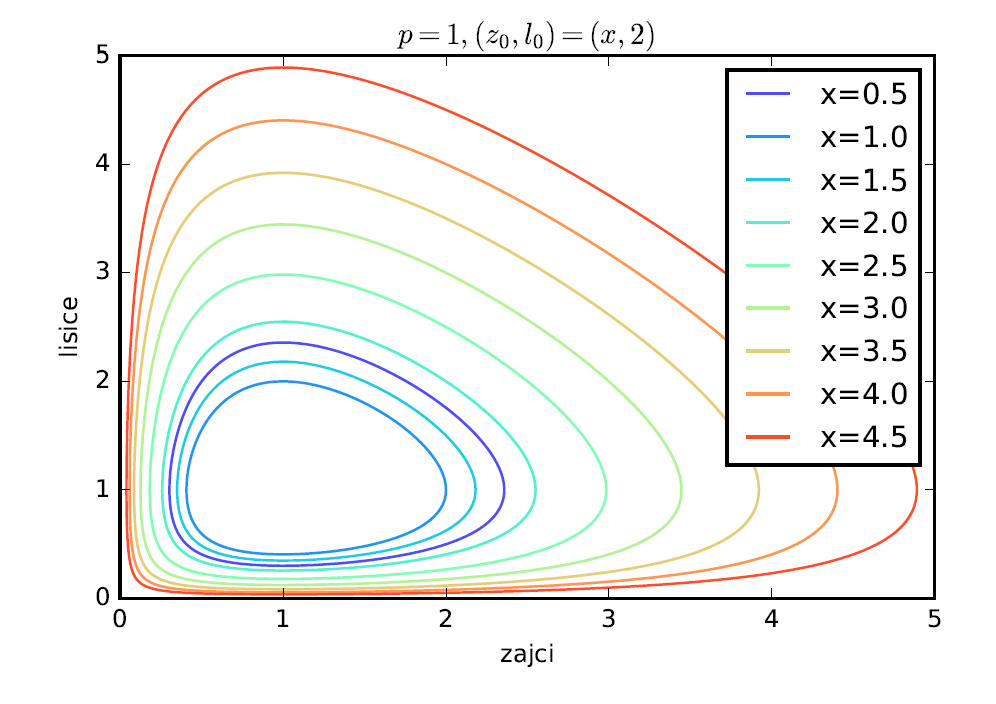 p = 1, (z₀, l₀) = (x, 2)
5
4
3
2
1
0
lisice
0 1 2 3 4 5
zajci
x=0.5
x=1.0
x=1.5
x=2.0
x=2.5
x=3.0
x=3.5
x=4.0
x=4.5